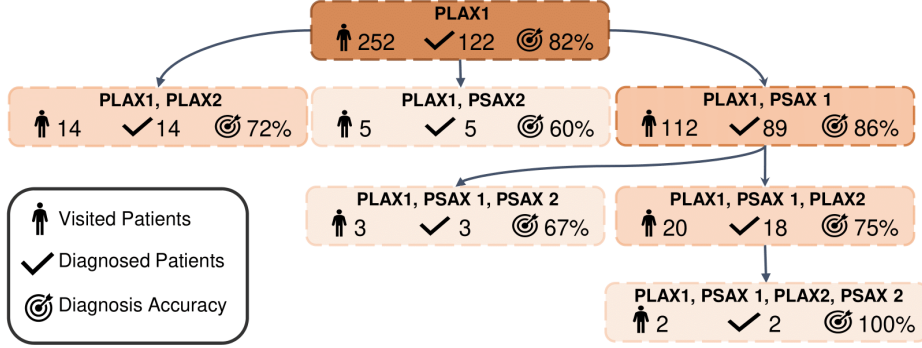 PLAX1
252 122 82%
PLAX1, PLAX2
14 14 72%
PLAX1, PSAX2
5 5 60%
PLAX1, PSAX 1
112 89 86%
PLAX1, PSAX 1, PSAX 2
3 3 67%
PLAX1, PSAX 1, PLAX2
20 18 75%
PLAX1, PSAX 1, PLAX2, PSAX 2
2 2 100%
Visited Patients
Diagnosed Patients
Diagnosis Accuracy